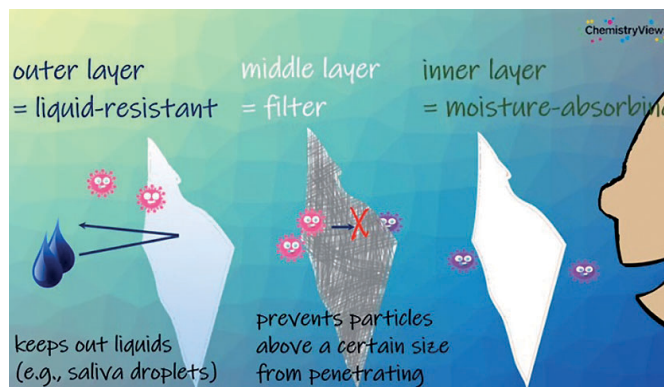 ChemistryViews
outer layer
= liquid-resistant
middle layer
= filter
inner layer
= moisture-absorbing
keeps out liquids
(e.g., saliva droplets)
prevents particles
above a certain size
from penetrating